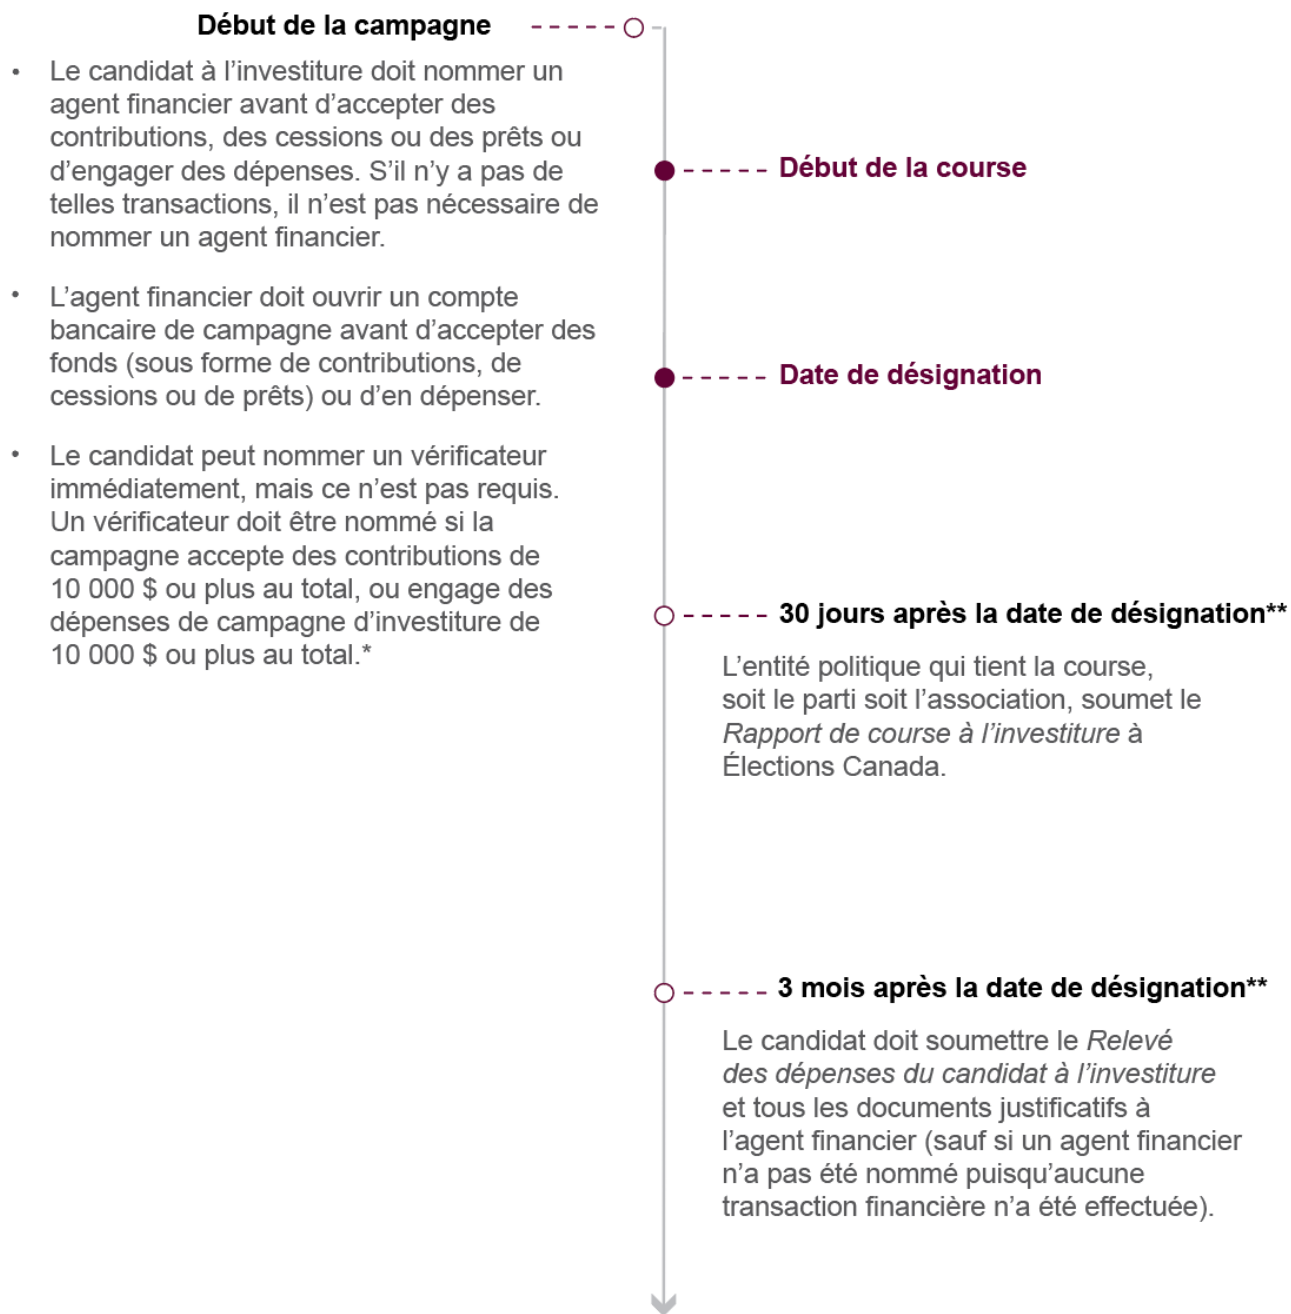 Début de la campagne
• Le candidat à l’investiture doit nommer un
agent financier avant d’accepter des
contributions, des cessions ou des prêts ou
d’engager des dépenses. S’il n’y a pas de
telles transactions, il n’est pas nécessaire de
nommer un agent financier.
• L’agent financier doit ouvrir un compte
bancaire de campagne avant d’accepter des
fonds (sous forme de contributions, de
cessions ou de prêts) ou d’en dépenser.
• Le candidat peut nommer un vérificateur
immédiatement, mais ce n’est pas requis.
Un vérificateur doit être nommé si la
campagne accepte des contributions de
10 000 $ ou plus au total, ou engage des
dépenses de campagne d’investiture de
10 000 $ ou plus au total.*
Début de la course
Date de désignation
30 jours après la date de désignation**
L’entité politique qui tient la course,
soit le parti soit l’association, soumet le
Rapport de course à l’investiture à
Élections Canada.
3 mois après la date de désignation**
Le candidat doit soumettre le Relevé
des dépenses du candidat à l’investiture
et tous les documents justificatifs à
l’agent financier (sauf si un agent financier
n’a pas été nommé puisqu’aucune
transaction financière n’a été effectuée).